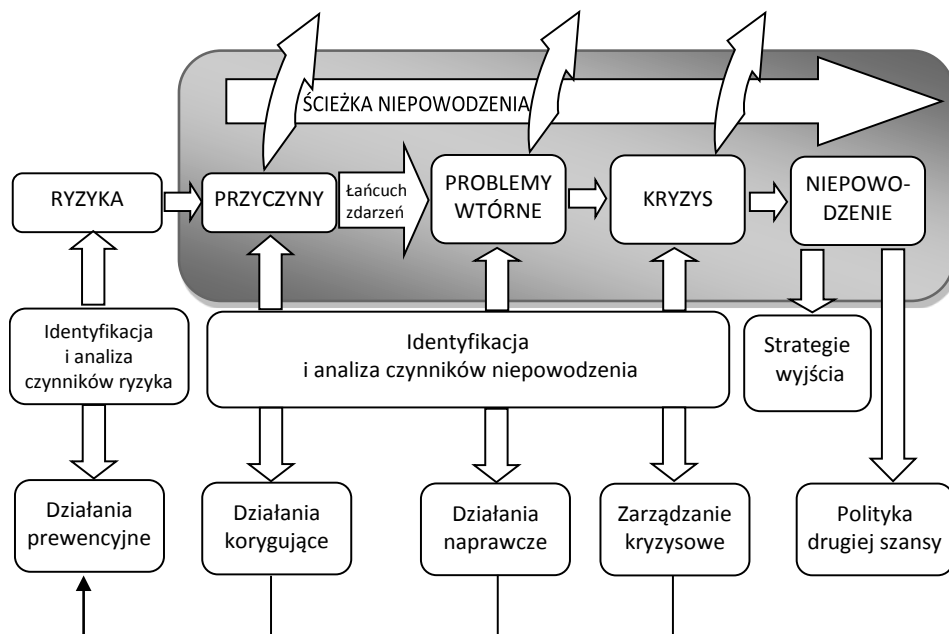 ŚCIEŻKA NIEPOWODZENIA
RYZYKA
PRZYCZYNY
Łańcuch
zdarzeń
PROBLEMY
WTÓRNE
KRYZYS
NIEPOWO-
DZENIE
Identyfikacja
i analiza
czynników ryzyka
Identyfikacja
i analiza czynników niepowodzenia
Strategie
wyjścia
Działania
prewencyjne
Działania
korygujące
Działania
naprawcze
Zarządzanie
kryzysowe
Polityka
drugiej szansy